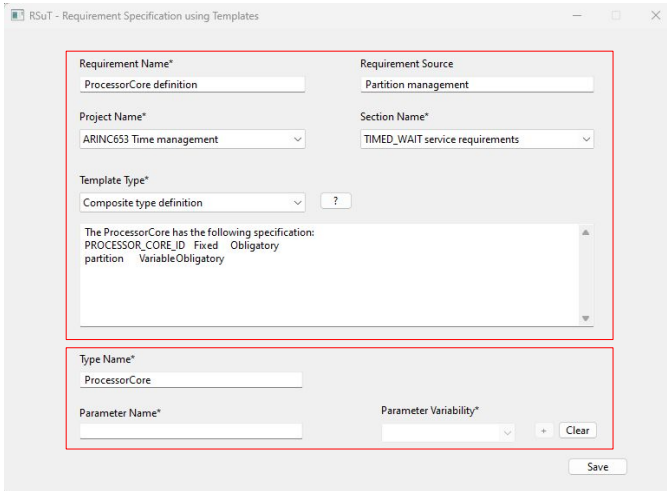 RSuT - Requirement Specification using Templates
Requirement Name* Requirement Source
ProcessorCore definition Partition management
Project Name* Section Name*
ARINC653 Time management TIMED_WAIT service requirements
Template Type*
Composite type definition ?
The ProcessorCore has the following specification:
PROCESSOR_CORE_ID Fixed Obligatory
partition VariableObligatory
Type Name*
ProcessorCore
Parameter Name* Parameter Variability*
+ Clear
Save